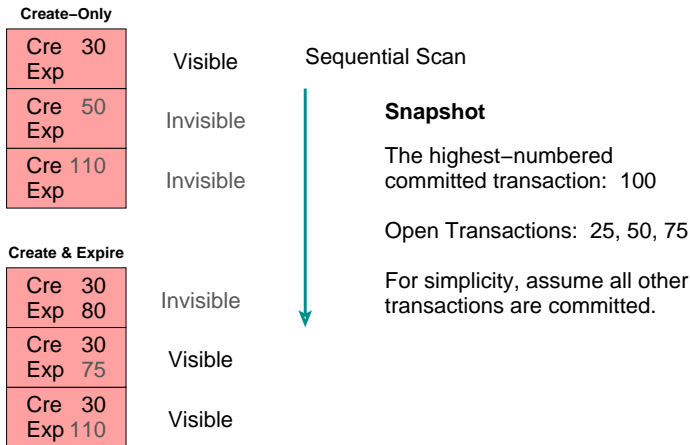 Create–Only
Cre 30
Exp
Visible
Cre 50
Exp
Invisible
Cre 110
Exp
Invisible
Create & Expire
Cre 30
Exp 80
Invisible
Cre 30
Exp 75
Visible
Cre 30
Exp 110
Visible
Sequential Scan
Snapshot
The highest–numbered
committed transaction: 100
Open Transactions: 25, 50, 75
For simplicity, assume all other
transactions are committed.